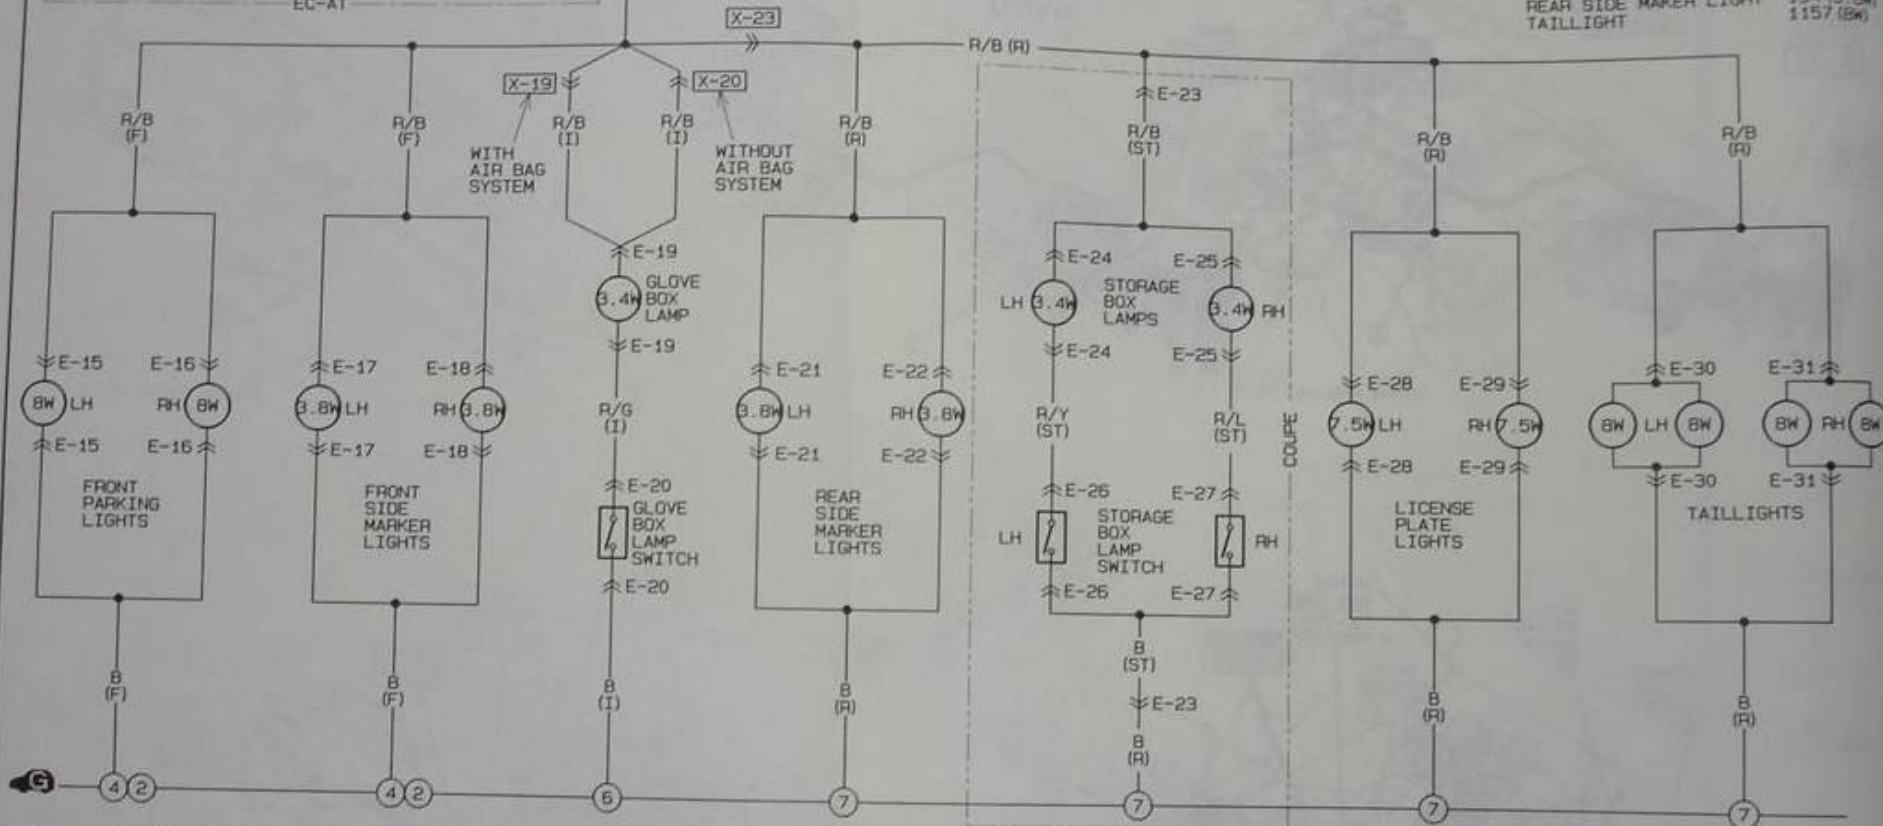 EC-AT
REAR SIDE MARKER LIGHT
TAILLIGHT
1157(8W)
X-23
R/B (R)
X-19
X-20
E-23
R/B
(F)
R/B
(F)
R/B
(I)
R/B
(I)
R/B
(R)
R/B
(ST)
R/B
(R)
R/B
(R)
WITH
AIR BAG
SYSTEM
WITHOUT
AIR BAG
SYSTEM
E-19
3.4W
GLOVE
BOX
LAMP
E-19
E-24
E-25
LH
3.4W
STORAGE
BOX
LAMPS
3.4W
RH
E-24
E-25
E-15
E-16
8W
LH
RH
8W
E-15
E-16
FRONT
PARKING
LIGHTS
E-17
E-18
3.8W
LH
RH
3.8W
E-17
E-18
FRONT
SIDE
MARKER
LIGHTS
R/G
(I)
E-20
GLOVE
BOX
LAMP
SWITCH
E-20
E-21
E-22
3.8W
LH
RH
3.8W
E-21
E-22
REAR
SIDE
MARKER
LIGHTS
R/Y
(ST)
R/L
(ST)
COUPE
E-26
E-27
LH
STORAGE
BOX
LAMP
SWITCH
RH
E-26
E-27
E-28
E-29
7.5W
LH
RH
7.5W
E-28
E-29
LICENSE
PLATE
LIGHTS
E-30
E-31
8W
LH
8W
8W
RH
8W
E-30
E-31
TAILLIGHTS
B
(F)
B
(F)
B
(I)
B
(R)
B
(ST)
E-23
B
(R)
B
(R)
B
(R)
G
4
2
4
2
6
7
7
7
7